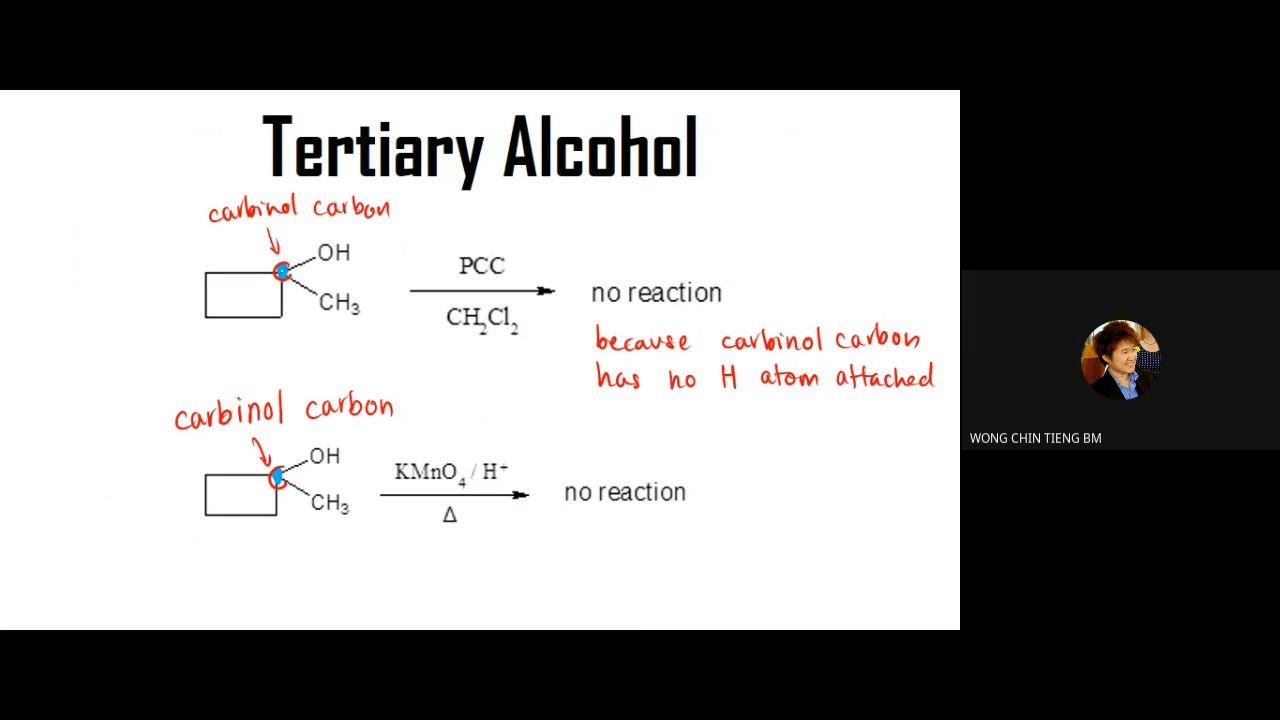 Tertiary Alcohol
carbinol carbon
OH
CH3
PCC
CH2Cl2
no reaction
because carbinol carbon
has no H atom attached
carbinol carbon
OH
CH3
KMnO4 / H+
Δ
no reaction
WONG CHIN TIENG BM